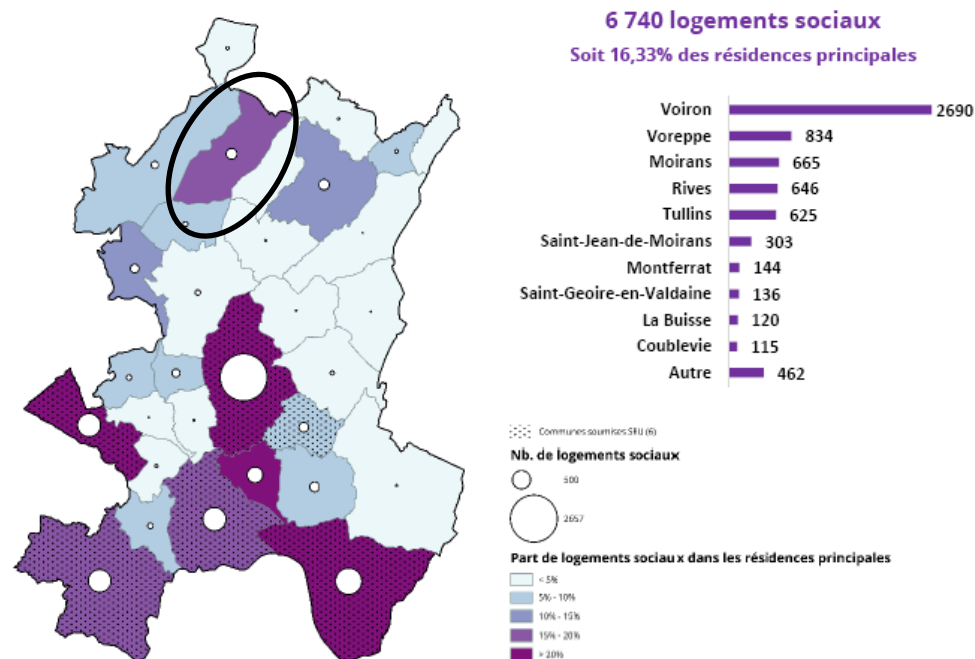 6 740 logements sociaux
Soit 16,33% des résidences principales
Voiron 2690
Voreppe 834
Moirans 665
Rives 646
Tullins 625
Saint-Jean-de-Moirans 303
Montferrat 144
Saint-Geoire-en-Valdaine 136
La Buisse 120
Coublevie 115
Autre 462
Communes soumises SRU (6)
Nb. de logements sociaux
500
2657
Part de logements sociaux dans les résidences principales
< 5%
5% - 10%
10% - 15%
15% - 20%
> 20%